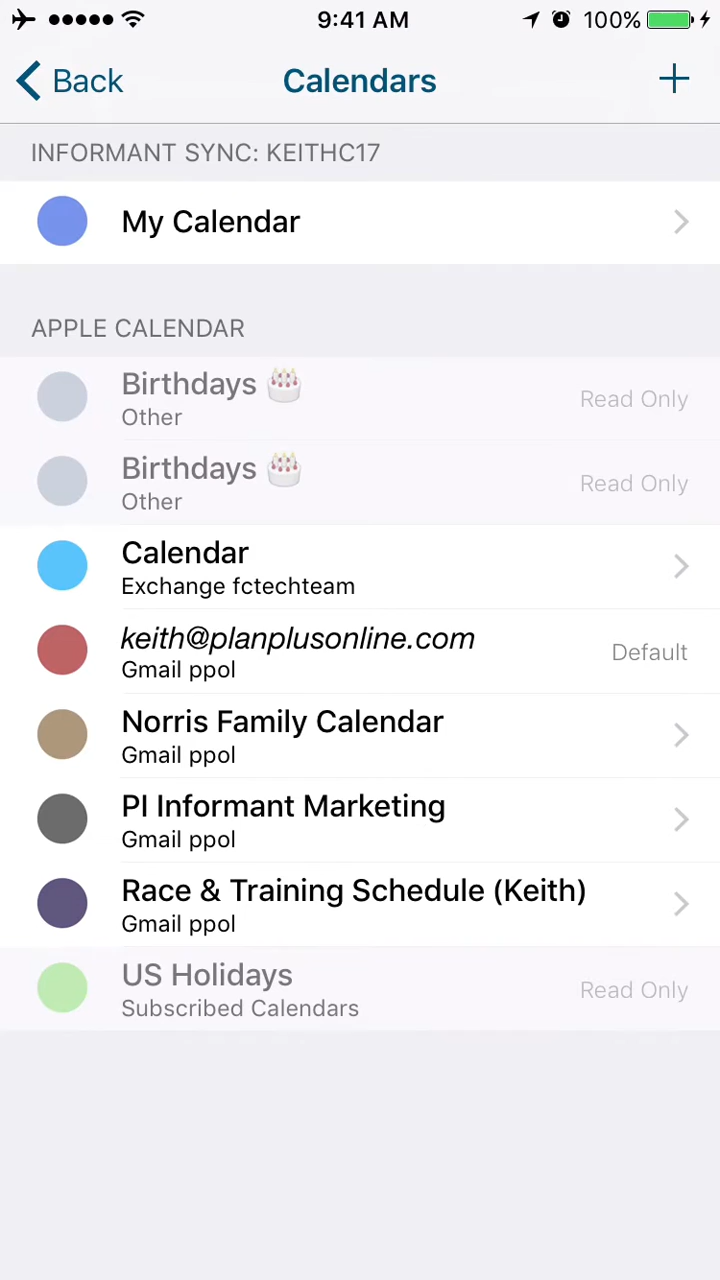 9:41 AM 100%
Back Calendars
INFORMANT SYNC: KEITHC17
My Calendar
APPLE CALENDAR
Birthdays 🎂
Other
Read Only
Birthdays 🎂
Other
Read Only
Calendar
Exchange fctechteam
keith@planplusonline.com
Gmail ppol
Default
Norris Family Calendar
Gmail ppol
PI Informant Marketing
Gmail ppol
Race & Training Schedule (Keith)
Gmail ppol
US Holidays
Subscribed Calendars
Read Only